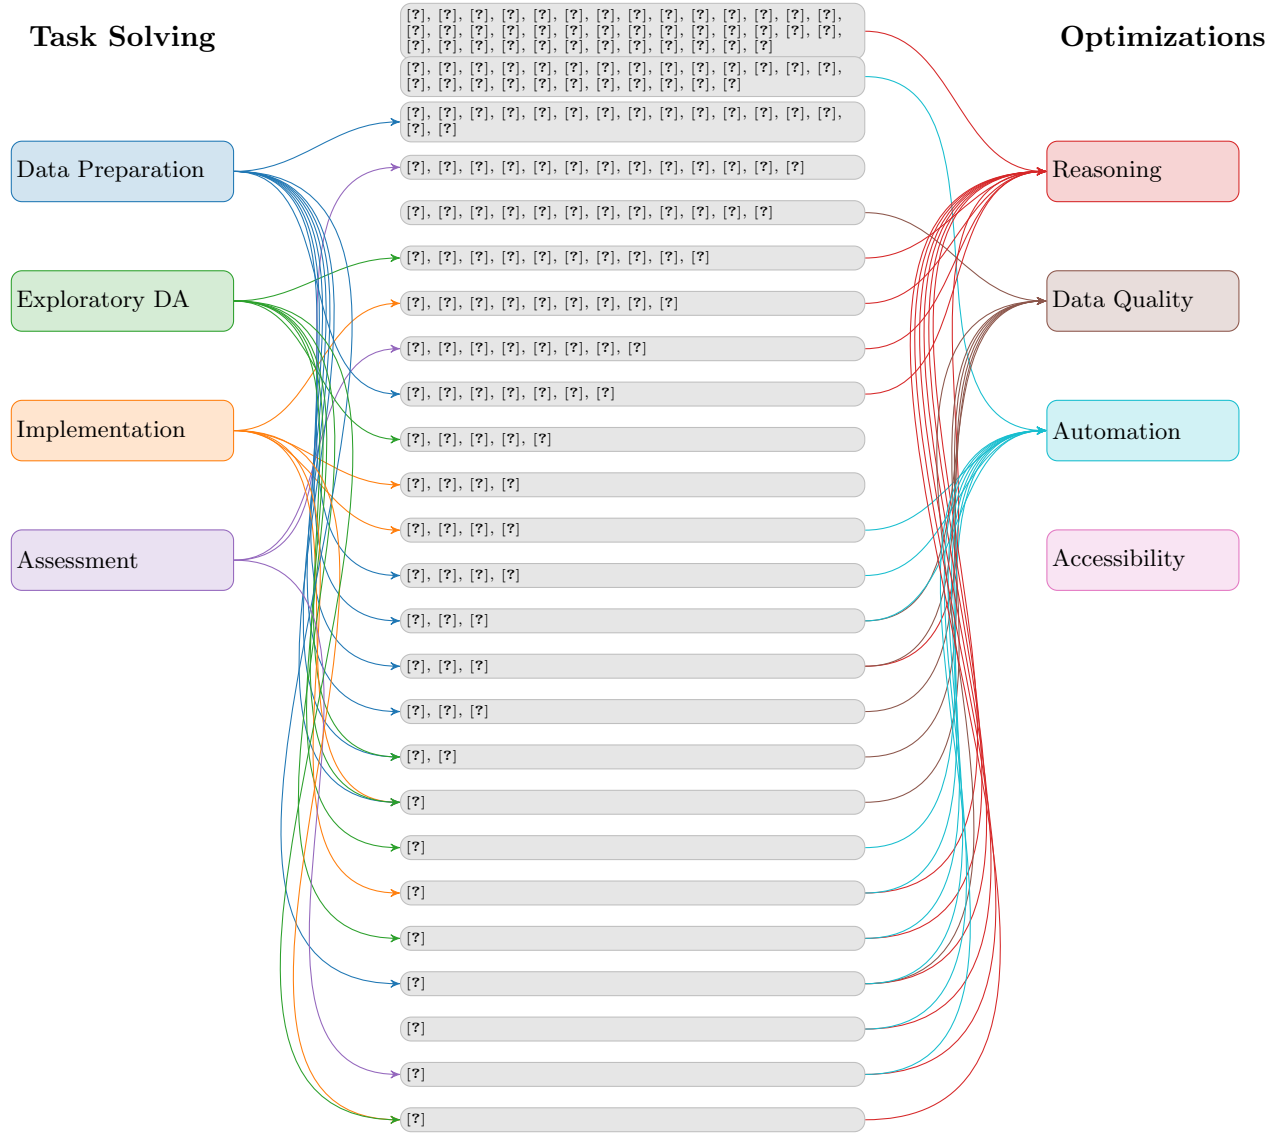 Task Solving
Data Preparation
Exploratory DA
Implementation
Assessment
[?], [?], [?], [?], [?], [?], [?], [?], [?], [?], [?], [?], [?], [?],
[?], [?], [?], [?], [?], [?], [?], [?], [?], [?], [?], [?], [?], [?],
[?], [?], [?], [?], [?], [?], [?], [?], [?], [?], [?], [?]
[?], [?], [?], [?], [?], [?], [?], [?], [?], [?], [?], [?], [?], [?],
[?], [?], [?], [?], [?], [?], [?], [?], [?], [?], [?]
[?], [?], [?], [?], [?], [?], [?], [?], [?], [?], [?], [?], [?], [?],
[?], [?]
[?], [?], [?], [?], [?], [?], [?], [?], [?], [?], [?], [?], [?]
[?], [?], [?], [?], [?], [?], [?], [?], [?], [?], [?], [?]
[?], [?], [?], [?], [?], [?], [?], [?], [?], [?]
[?], [?], [?], [?], [?], [?], [?], [?], [?]
[?], [?], [?], [?], [?], [?], [?], [?]
[?], [?], [?], [?], [?], [?], [?]
[?], [?], [?], [?], [?]
[?], [?], [?], [?]
[?], [?], [?], [?]
[?], [?], [?], [?]
[?], [?], [?]
[?], [?], [?]
[?], [?], [?]
[?], [?]
[?]
[?]
[?]
[?]
[?]
[?]
[?]
[?]
Optimizations
Reasoning
Data Quality
Automation
Accessibility